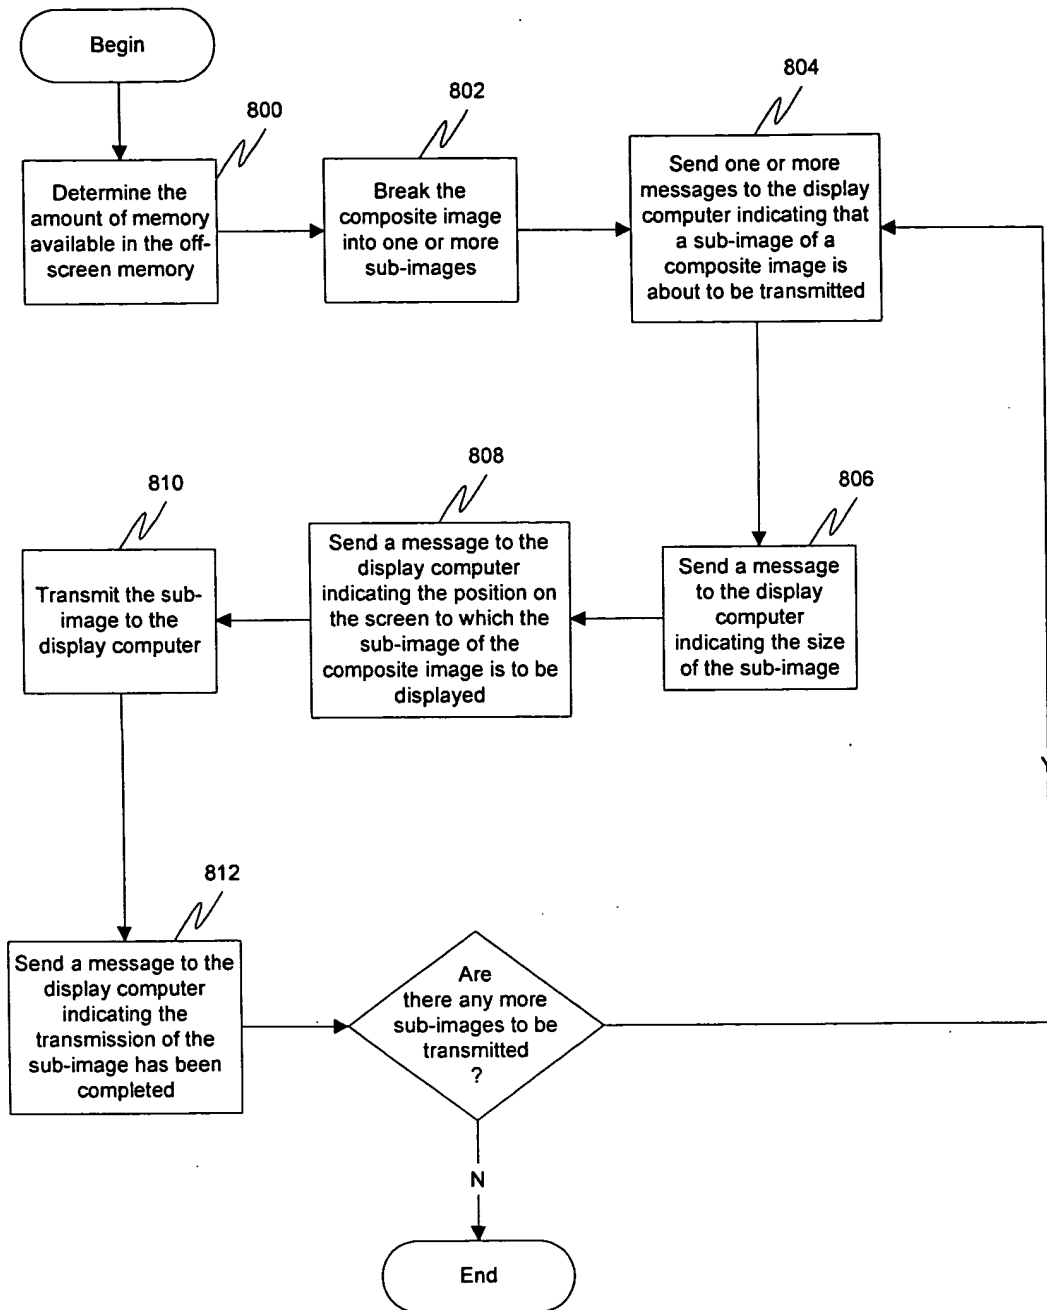 Begin
800
Determine the
amount of memory
available in the off-
screen memory
802
Break the
composite image
into one or more
sub-images
804
Send one or more
messages to the display
computer indicating that
a sub-image of a
composite image is
about to be transmitted
806
Send a message
to the display
computer
indicating the size
of the sub-image
808
Send a message to the
display computer
indicating the position on
the screen to which the
sub-image of the
composite image is to be
displayed
810
Transmit the sub-
image to the
display computer
812
Send a message to the
display computer
indicating the
transmission of the
sub-image has been
completed
Are
there any more
sub-images to be
transmitted
?
N
End